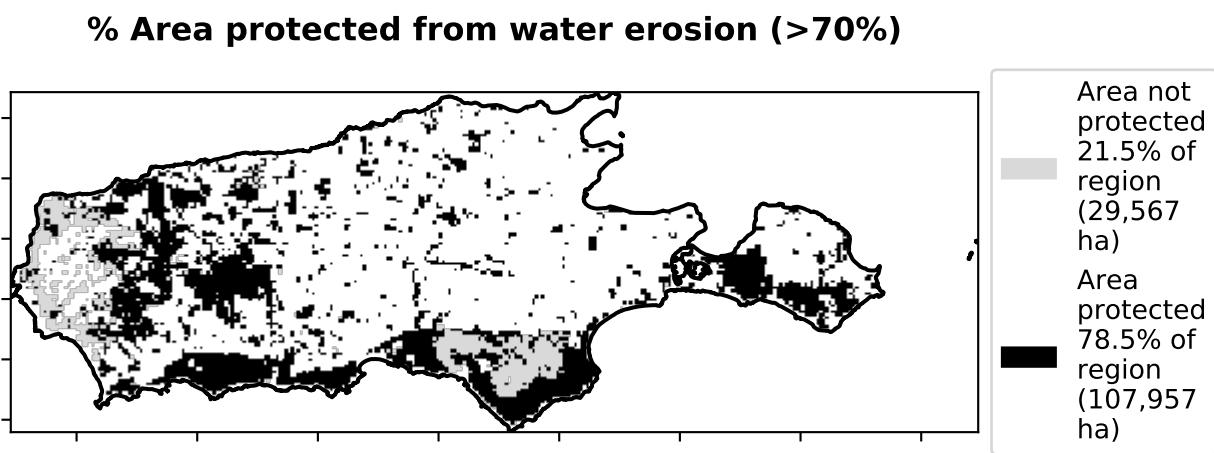 % Area protected from water erosion (>70%)
Area not
protected
21.5% of
region
(29,567
ha)
Area
protected
78.5% of
region
(107,957
ha)